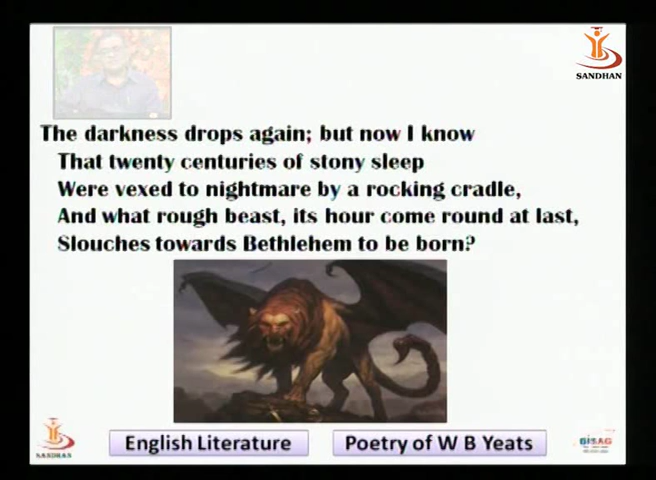 SANDHAN
The darkness drops again; but now I know
That twenty centuries of stony sleep
Were vexed to nightmare by a rocking cradle,
And what rough beast, its hour come round at last,
Slouches towards Bethlehem to be born?
SANDHAN
English Literature
Poetry of W B Yeats
BISAG